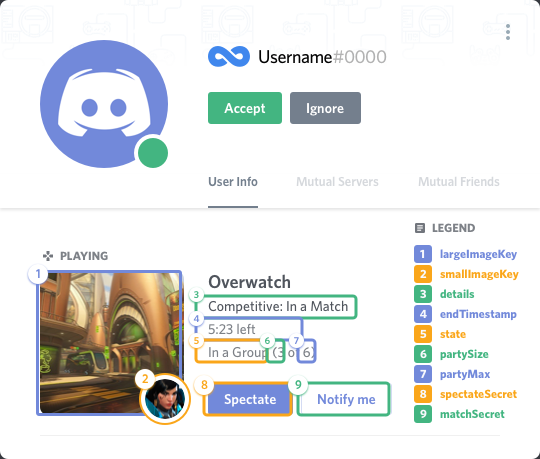 Username#0000
Accept Ignore
User Info Mutual Servers Mutual Friends
PLAYING
1
2
Overwatch
3
Competitive: In a Match
4
5:23 left
5 6 7
In a Group (3 of 6)
8 9
Spectate Notify me
LEGEND
1 largeImageKey
2 smallImageKey
3 details
4 endTimestamp
5 state
6 partySize
7 partyMax
8 spectateSecret
9 matchSecret